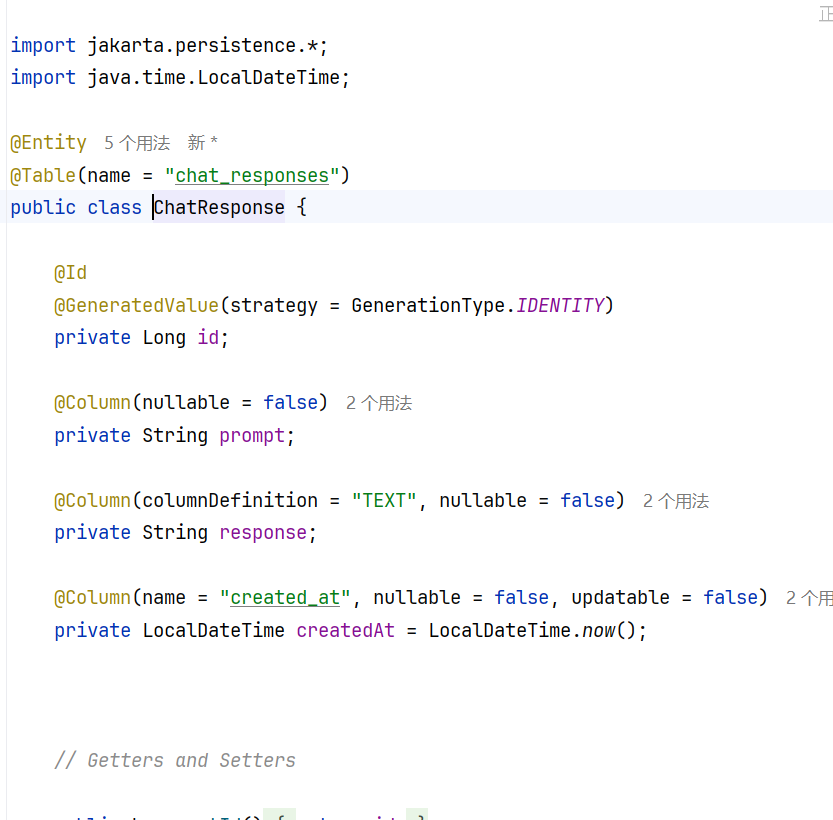 正
import jakarta.persistence.*;
import java.time.LocalDateTime;
@Entity 5 个用法 新 *
@Table(name = "chat_responses")
public class ChatResponse {
@Id
@GeneratedValue(strategy = GenerationType.IDENTITY)
private Long id;
@Column(nullable = false) 2 个用法
private String prompt;
@Column(columnDefinition = "TEXT", nullable = false) 2 个用法
private String response;
@Column(name = "created_at", nullable = false, updatable = false) 2 个用
private LocalDateTime createdAt = LocalDateTime.now();
// Getters and Setters